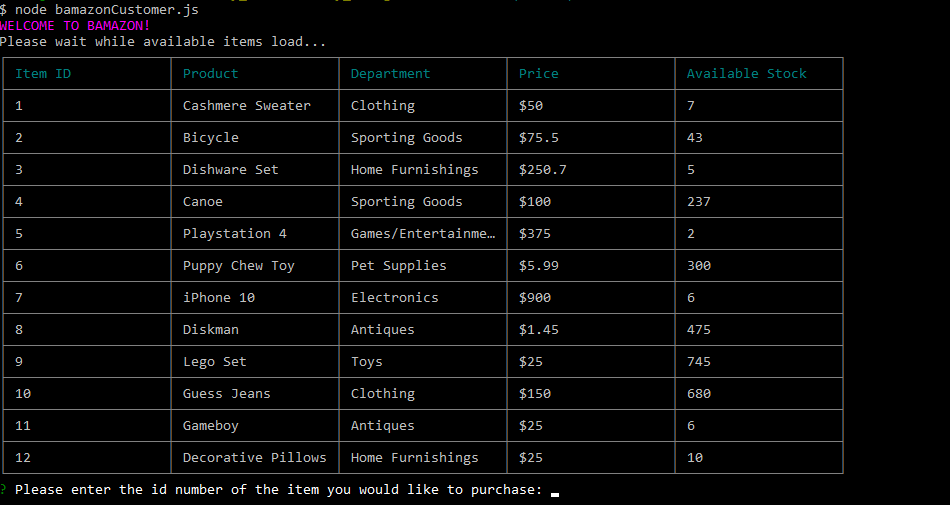 $ node bamazonCustomer.js
WELCOME TO BAMAZON!
Please wait while available items load...
Item ID Product Department Price Available Stock
1 Cashmere Sweater Clothing $50 7
2 Bicycle Sporting Goods $75.5 43
3 Dishware Set Home Furnishings $250.7 5
4 Canoe Sporting Goods $100 237
5 Playstation 4 Games/Entertainme… $375 2
6 Puppy Chew Toy Pet Supplies $5.99 300
7 iPhone 10 Electronics $900 6
8 Diskman Antiques $1.45 475
9 Lego Set Toys $25 745
10 Guess Jeans Clothing $150 680
11 Gameboy Antiques $25 6
12 Decorative Pillows Home Furnishings $25 10
? Please enter the id number of the item you would like to purchase: